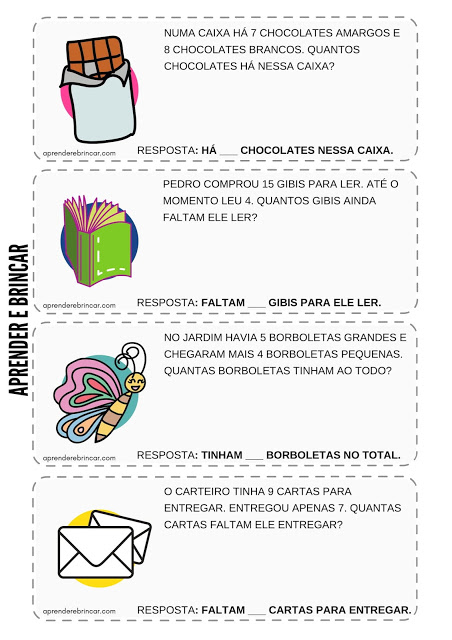 NUMA CAIXA HÁ 7 CHOCOLATES AMARGOS E
8 CHOCOLATES BRANCOS. QUANTOS
CHOCOLATES HÁ NESSA CAIXA?
aprenderebrincar.com
RESPOSTA: HÁ ___ CHOCOLATES NESSA CAIXA.
PEDRO COMPROU 15 GIBIS PARA LER. ATÉ O
MOMENTO LEU 4. QUANTOS GIBIS AINDA
FALTAM ELE LER?
aprenderebrincar.com
RESPOSTA: FALTAM ___ GIBIS PARA ELE LER.
APRENDER E BRINCAR
NO JARDIM HAVIA 5 BORBOLETAS GRANDES E
CHEGARAM MAIS 4 BORBOLETAS PEQUENAS.
QUANTAS BORBOLETAS TINHAM AO TODO?
aprenderebrincar.com
RESPOSTA: TINHAM ___ BORBOLETAS NO TOTAL.
O CARTEIRO TINHA 9 CARTAS PARA
ENTREGAR. ENTREGOU APENAS 7. QUANTAS
CARTAS FALTAM ELE ENTREGAR?
aprenderebrincar.com
RESPOSTA: FALTAM ___ CARTAS PARA ENTREGAR.